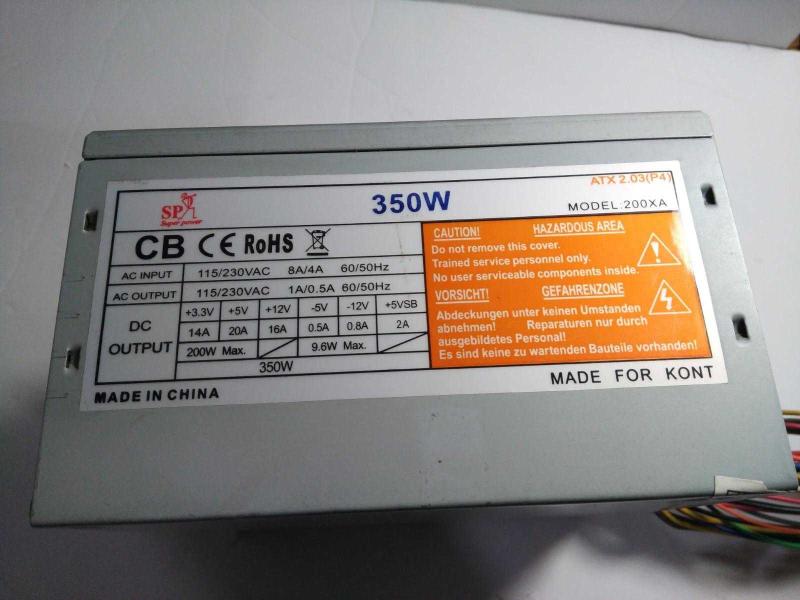 ATX 2.03(P4)
SP
Super power
350W
MODEL:200XA
CB CE RoHS
AC INPUT 115/230VAC 8A/4A 60/50Hz
AC OUTPUT 115/230VAC 1A/0.5A 60/50Hz
DC OUTPUT
+3.3V +5V +12V -5V -12V +5VSB
14A 20A 16A 0.5A 0.8A 2A
200W Max. 9.6W Max.
350W
CAUTION! HAZARDOUS AREA
Do not remove this cover.
Trained service personnel only.
No user serviceable components inside.
VORSICHT! GEFAHRENZONE
Abdeckungen unter keinen Umständen
abnehmen! Reparaturen nur durch
ausgebildetes Personal!
Es sind keine zu wartenden Bauteile vorhanden!
MADE IN CHINA
MADE FOR KONT